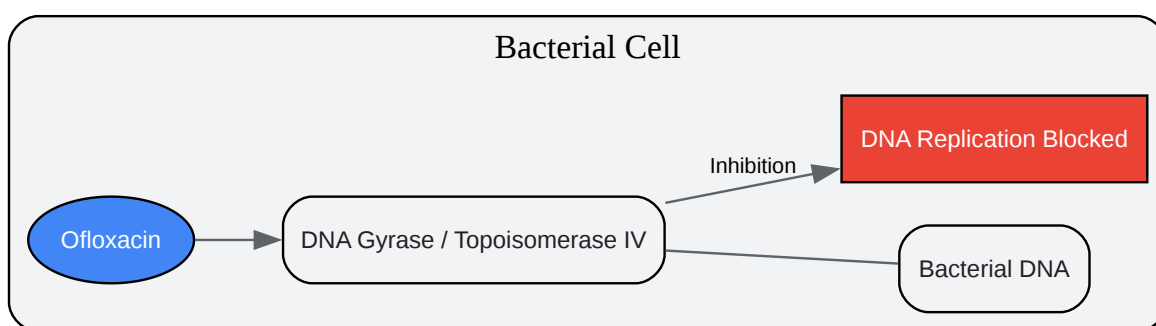 Bacterial Cell
DNA Replication Blocked
Inhibition
Ofloxacin
DNA Gyrase / Topoisomerase IV
Bacterial DNA